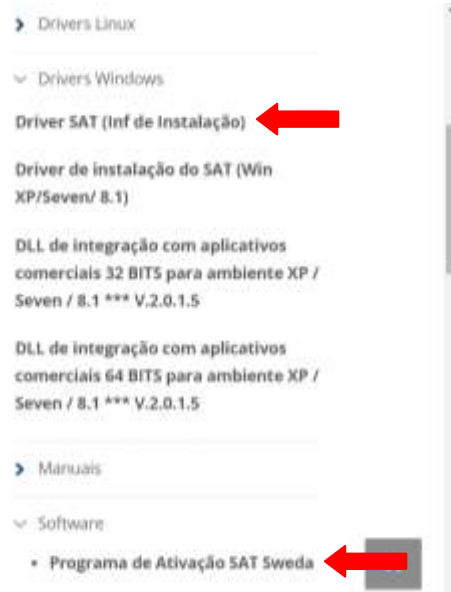 Drivers Linux
Drivers Windows
Driver SAT (Inf de Instalação)
Driver de instalação do SAT (Win
XP/Seven/ 8.1)
DLL de integração com aplicativos
comerciais 32 BITS para ambiente XP /
Seven / 8.1 *** V.2.0.1.5
DLL de integração com aplicativos
comerciais 64 BITS para ambiente XP /
Seven / 8.1 *** V.2.0.1.5
Manuais
Software
• Programa de Ativação SAT Sweda